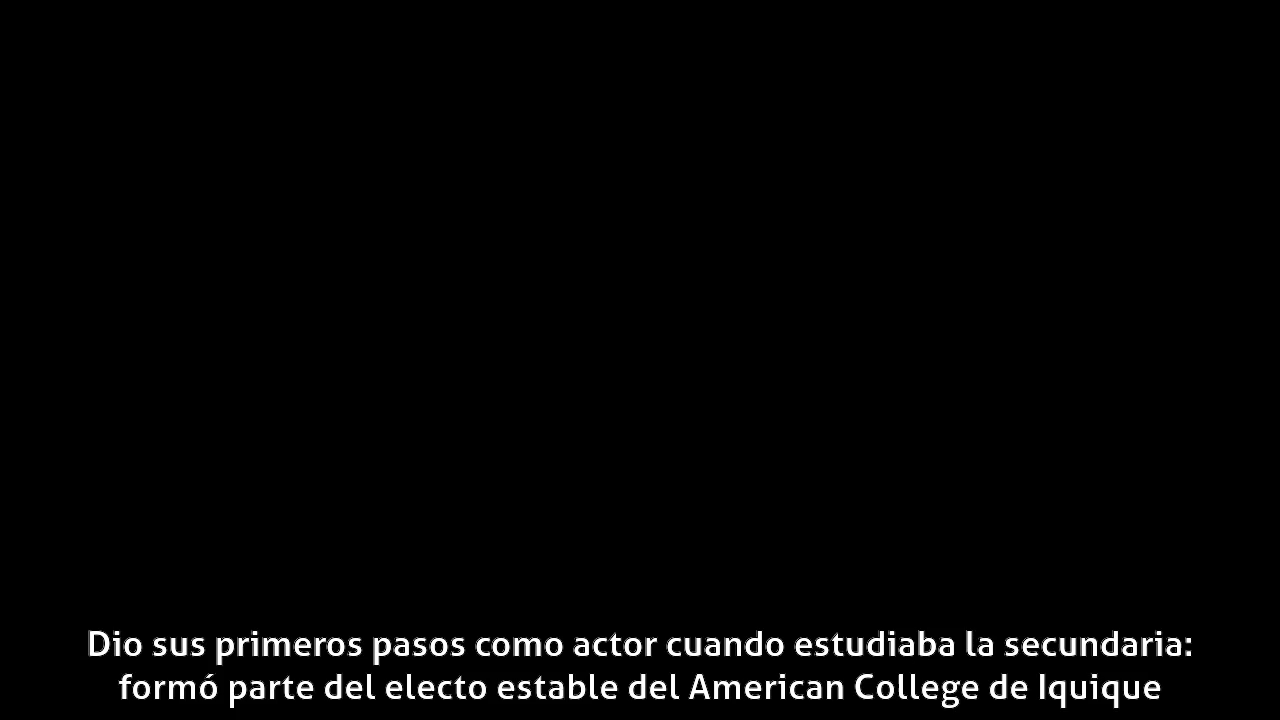 Dio sus primeros pasos como actor cuando estudiaba la secundaria:
formó parte del electo estable del American College de Iquique